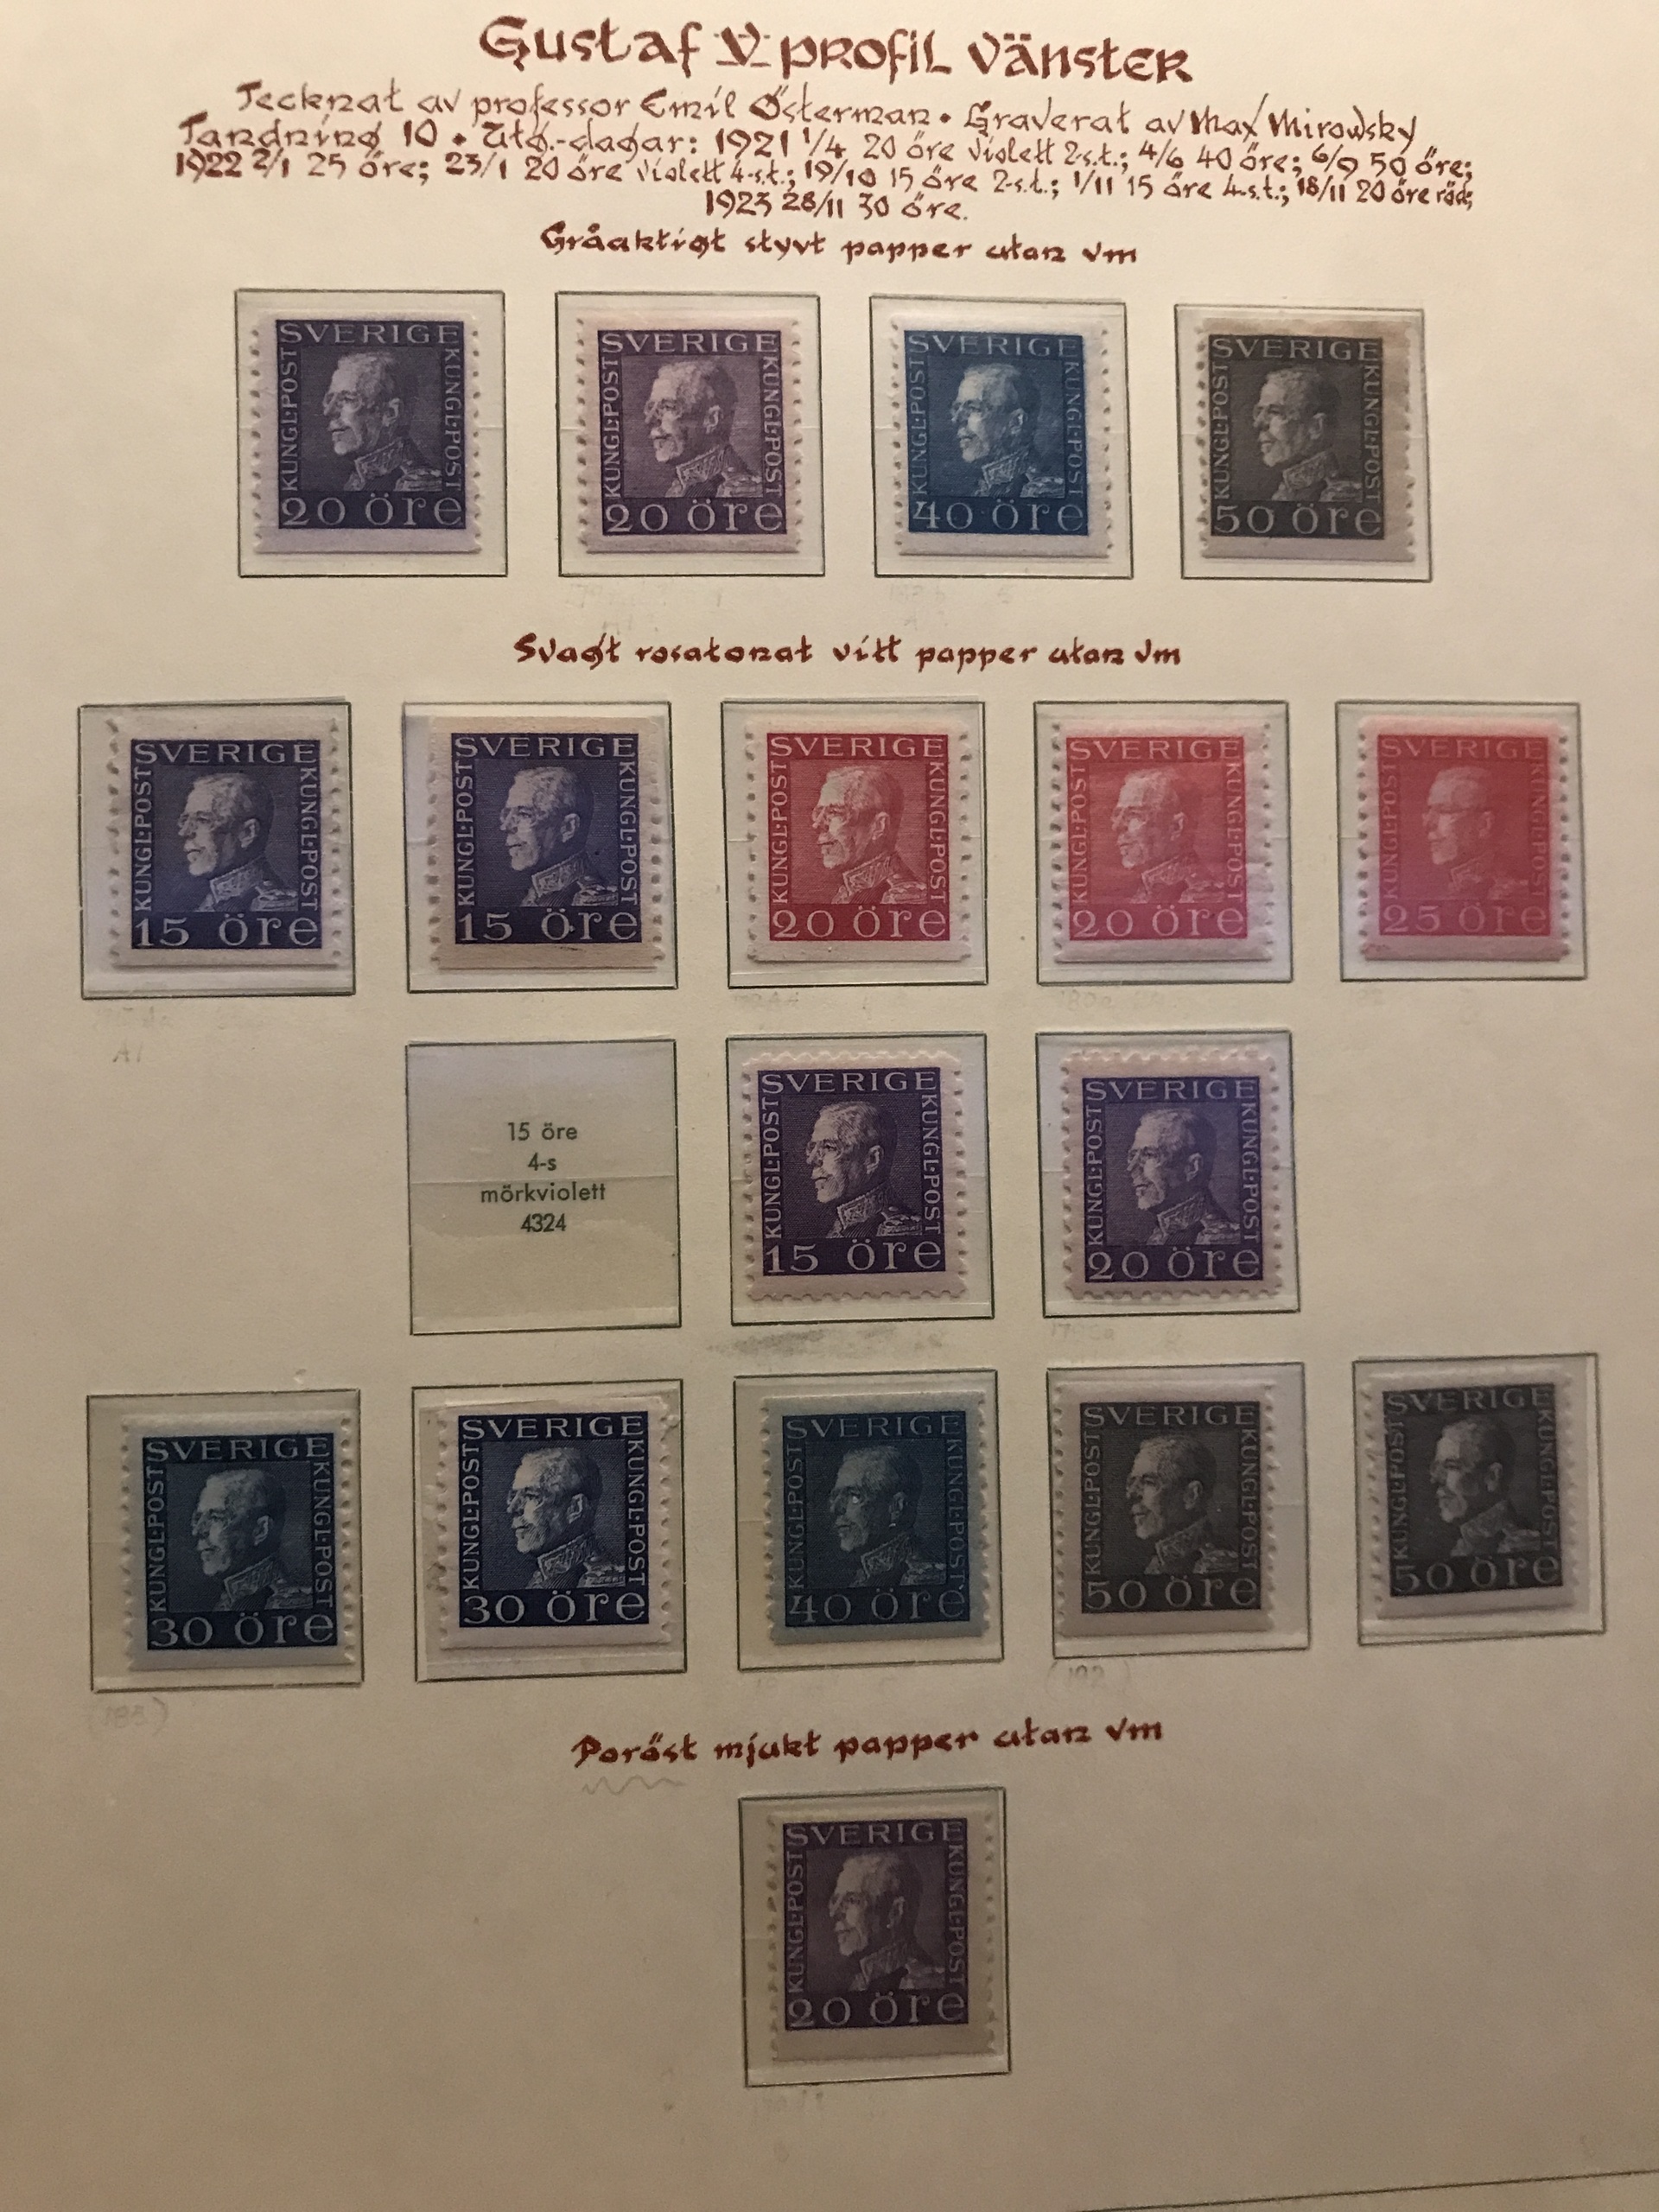 Gustaf V profil vänster
Tecknat av professor Emil Österman • Graverat av Max Mirowsky
Tandning 10 • Utg.-dagar: 1921 1/4 20 öre violett 2-s.t.; 4/6 40 öre; 6/9 50 öre;
1922 2/1 25 öre; 23/1 20 öre violett 4-s.t.; 19/10 15 öre 2-s.t.; 1/11 15 öre 4-s.t.; 18/11 20 öre röd;
1923 28/11 30 öre.
Gråaktigt styvt papper utan vm
SVERIGE KUNGL·POST KUNGL·POST 20 öre
SVERIGE KUNGL·POST KUNGL·POST 20 öre
SVERIGE KUNGL·POST KUNGL·POST 40 öre
SVERIGE KUNGL·POST KUNGL·POST 50 öre
Svagt rosatonat vitt papper utan vm
SVERIGE KUNGL·POST KUNGL·POST 15 öre
SVERIGE KUNGL·POST KUNGL·POST 15 öre
SVERIGE KUNGL·POST KUNGL·POST 20 öre
SVERIGE KUNGL·POST KUNGL·POST 20 öre
SVERIGE KUNGL·POST KUNGL·POST 25 öre
A1
15 öre
4-s
mörkviolett
4324
SVERIGE KUNGL·POST KUNGL·POST 15 öre
SVERIGE KUNGL·POST KUNGL·POST 20 öre
SVERIGE KUNGL·POST KUNGL·POST 30 öre
SVERIGE KUNGL·POST KUNGL·POST 30 öre
SVERIGE KUNGL·POST KUNGL·POST 40 öre
SVERIGE KUNGL·POST KUNGL·POST 50 öre
SVERIGE KUNGL·POST KUNGL·POST 50 öre
(192)
Poröst mjukt papper utan vm
SVERIGE KUNGL·POST KUNGL·POST 20 öre